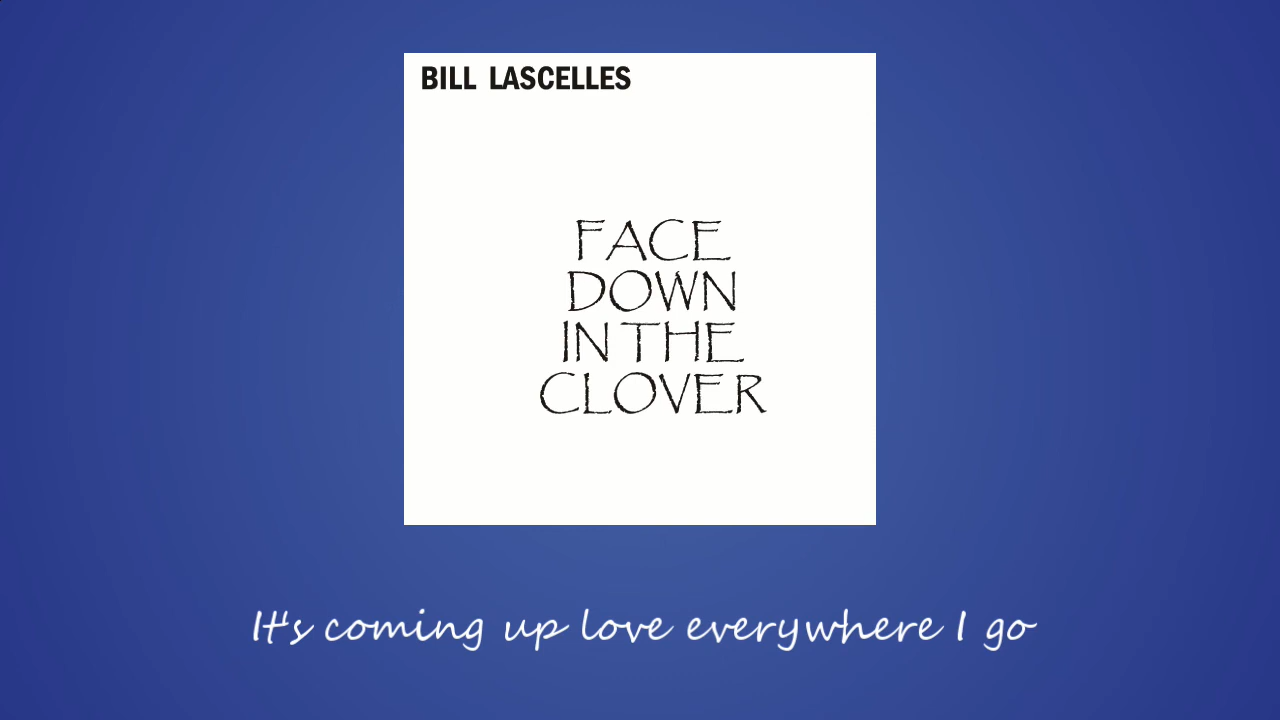 BILL LASCELLES
FACE
DOWN
IN THE
CLOVER
It's coming up love everywhere I go